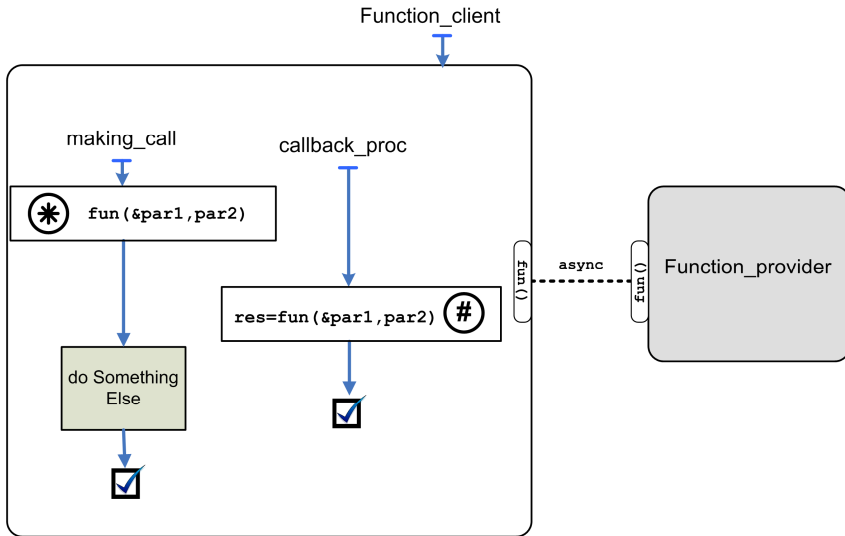 Function_client
making_call
callback_proc
fun(&par1,par2)
res=fun(&par1,par2) #
do Something
Else
fun()
async
fun()
Function_provider